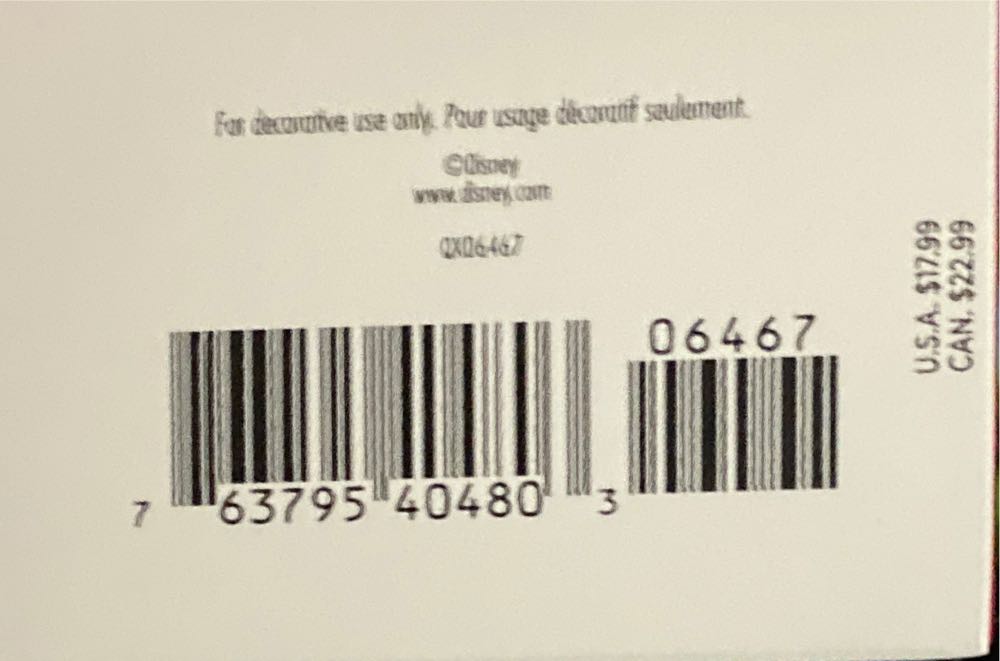 For decorative use only. Pour usage décoratif seulement.
©Disney
www.disney.com
QX06467
06467
7 63795 40480 3
U.S.A. $17.99
CAN. $22.99